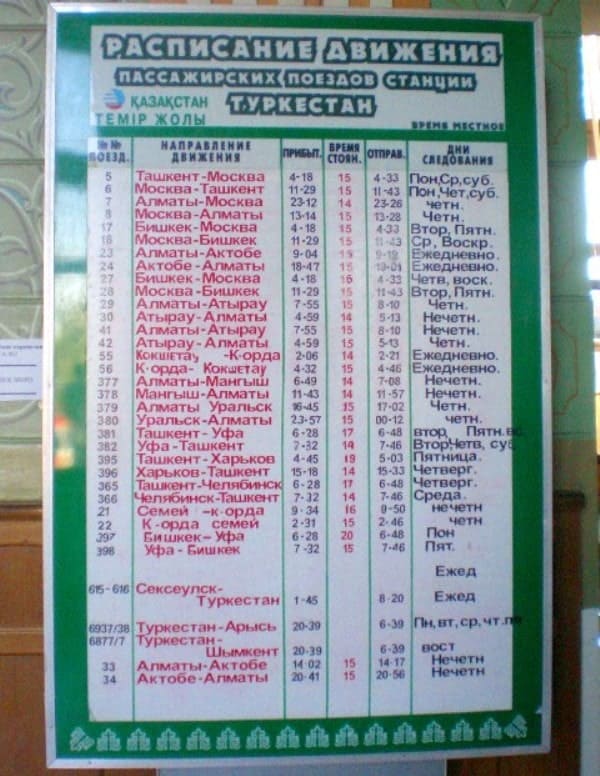 РАСПИСАНИЕ ДВИЖЕНИЯ
ПАССАЖИРСКИХ ПОЕЗДОВ СТАНЦИИ
ҚАЗАҚСТАН ТУРКЕСТАН
ТЕМІР ЖОЛЫ ВРЕМЯ МЕСТНОЕ
№№ ПОЕЗД. НАПРАВЛЕНИЕ ДВИЖЕНИЯ ПРИБЫТ. ВРЕМЯ СТОЯН. ОТПРАВ. ДНИ СЛЕДОВАНИЯ
5 Ташкент-Москва 4-18 15 4-33 Пон,Ср,суб.
6 Москва-Ташкент 11-29 15 11-43 Пон,Чет,суб.
7 Алматы-Москва 23-12 14 23-26 четн.
8 Москва-Алматы 13-14 15 13-28 Четн.
17 Бишкек-Москва 4-18 15 4-33 Втор, Пятн.
18 Москва-Бишкек 11-29 15 11-43 Ср, Воскр.
23 Алматы-Актобе 9-04 15 9-19 Ежедневно.
24 Актобе-Алматы 18-47 15 19-01 Ежедневно.
27 Бишкек-Москва 4-18 16 4-33 Четв, воск.
28 Москва-Бишкек 11-29 15 11-43 Втор, Пятн.
29 Алматы-Атырау 7-55 15 8-10 Четн.
30 Атырау-Алматы 4-59 14 5-13 Нечетн.
41 Алматы-Атырау 7-55 15 8-10 Нечетн.
42 Атырау-Алматы 4-59 15 5-13 Четн.
55 Кокшетау -К-орда 2-06 14 2-21 Ежедневно.
56 К-орда- Кокшетау 4-32 15 4-46 Ежедневно.
377 Алматы-Мангыш 6-49 14 7-08 Нечетн.
378 Мангыш-Алматы 11-43 14 11-57 Нечетн.
379 Алматы Уральск 16-45 15 17-02 Четн.
380 Уральск-Алматы 23-57 15 00-12 четн.
381 Ташкент-Уфа 6-28 17 6-48 втор Пятн.вс.
382 Уфа-Ташкент 7-32 14 7-46 Втор,Четв, суб
395 Ташкент-Харьков 4-45 19 5-03 Пятница.
396 Харьков-Ташкент 15-18 14 15-33 Четверг.
365 Ташкент-Челябинск 6-28 17 6-48 Четверг.
366 Челябинск-Ташкент 7-32 14 7-46 Среда.
21 Семей -к-орда 9-34 16 9-50 нечетн
22 К-орда семей 2-31 15 2-46 четн
397 Бишкек-Уфа 6-28 20 6-48 Пон
398 Уфа-Бишкек 7-32 15 7-46 Пят.
Ежед
615-616 Сексеулск-
Туркестан 1-45 8-20 Ежед
6937/38 Туркестан-Арысь 20-39 6-39 Пн,вт,ср,чт,пт
6877/7 Туркестан-
Шымкент 20-39 6-39 вост
33 Алматы-Актобе 14-02 15 14-17 Нечетн
34 Актобе-Алматы 20-41 15 20-56 Нечетн